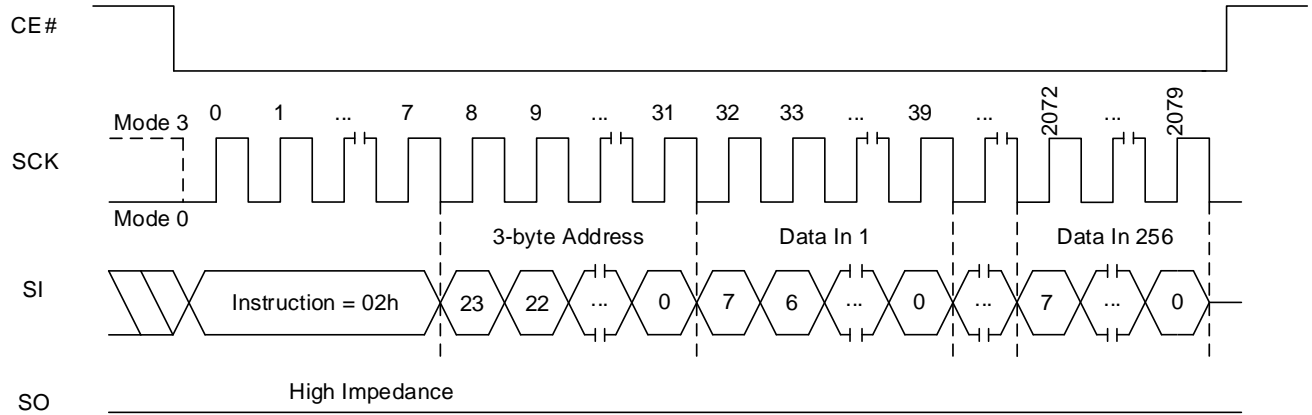 CE#
0 1 ... 7 8 9 ... 31 32 33 ... 39 ... 2072 ... 2079
Mode 3
SCK
Mode 0
3-byte Address Data In 1 Data In 256
SI
Instruction = 02h 23 22 ... 0 7 6 ... 0 ... 7 ... 0
High Impedance
SO